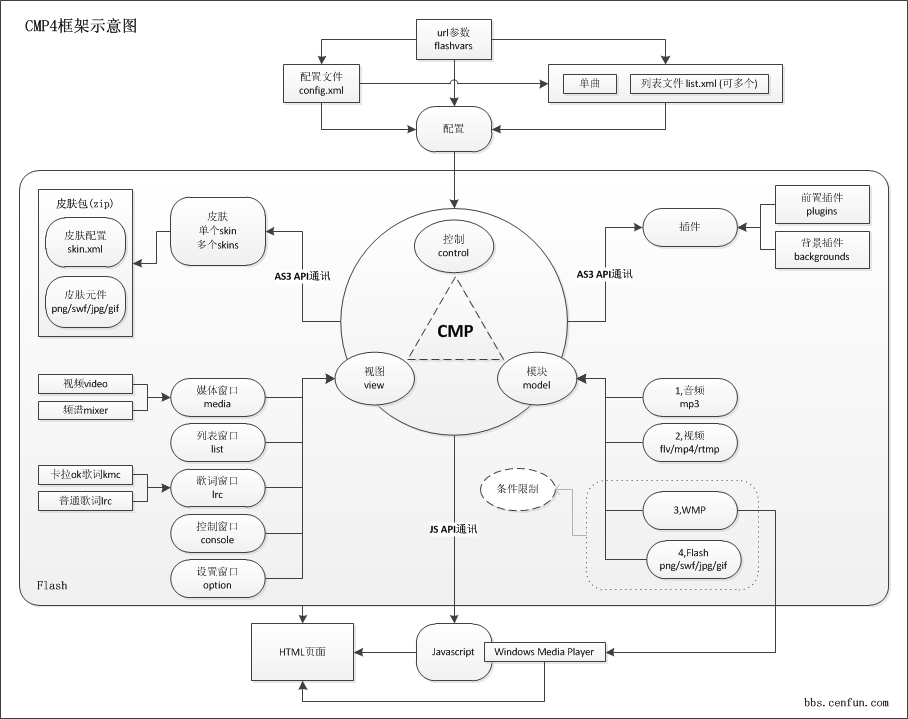 CMP4框架示意图
url参数
flashvars
配置文件
config.xml
单曲
列表文件 list.xml (可多个)
配置
皮肤包(zip)
皮肤配置
skin.xml
皮肤元件
png/swf/jpg/gif
皮肤
单个skin
多个skins
AS3 API通讯
控制
control
CMP
视图
view
模块
model
AS3 API通讯
插件
前置插件
plugins
背景插件
backgrounds
视频video
频谱mixer
卡拉ok歌词kmc
普通歌词lrc
媒体窗口
media
列表窗口
list
歌词窗口
lrc
控制窗口
console
设置窗口
option
JS API通讯
条件限制
1,音频
mp3
2,视频
flv/mp4/rtmp
3,WMP
4,Flash
png/swf/jpg/gif
Flash
HTML页面
Javascript
Windows Media Player
bbs.cenfun.com